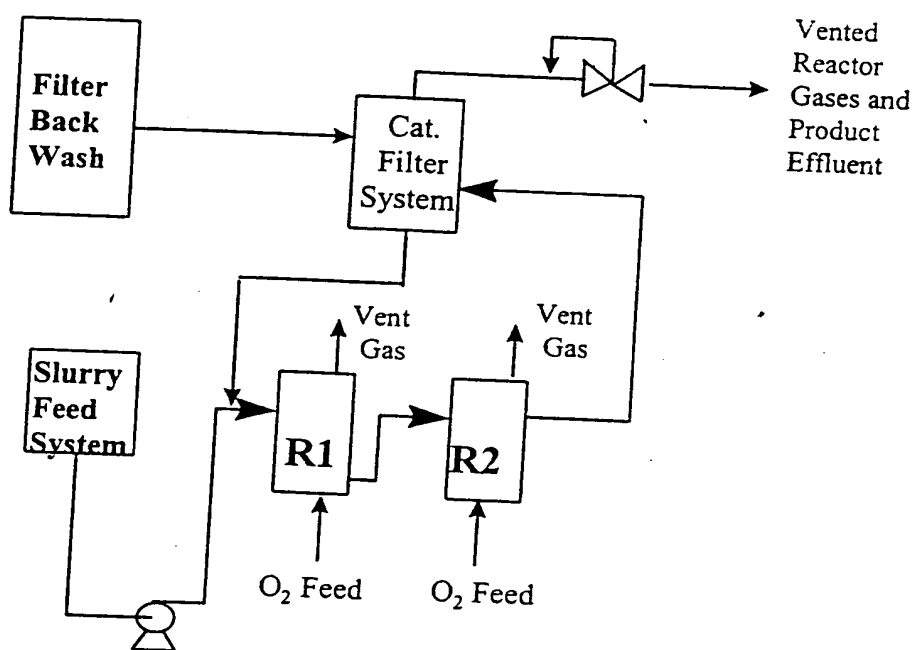 Filter
Back
Wash
Cat.
Filter
System
Vented
Reactor
Gases and
Product
Effluent
Slurry
Feed
System
Vent
Gas
Vent
Gas
R1
R2
O₂ Feed
O₂ Feed